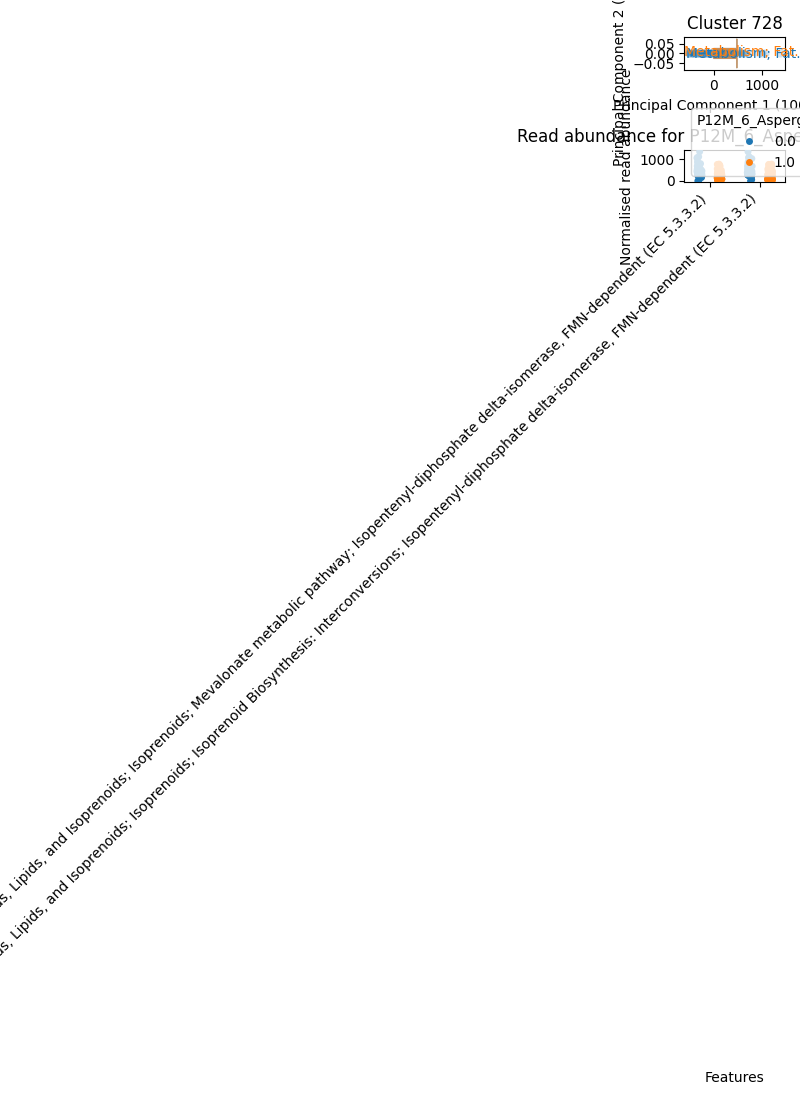 Cluster 728
Principal Component 2 (
0.05
0.00
−0.05
Metabolism; Fat.
0
1000
Principal Component 1 (100
Read abundance for P12M_6_Asperg
P12M_6_Asperg
0.0
1.0
Normalised read abundance
1000
0
Lipids, and Isoprenoids; Isoprenoids; Mevalonate metabolic pathway; Isopentenyl-diphosphate delta-isomerase, FMN-dependent (EC 5.3.3.2)
Lipids, and Isoprenoids; Isoprenoids; Isoprenoid Biosynthesis: Interconversions; Isopentenyl-diphosphate delta-isomerase, FMN-dependent (EC 5.3.3.2)
Features